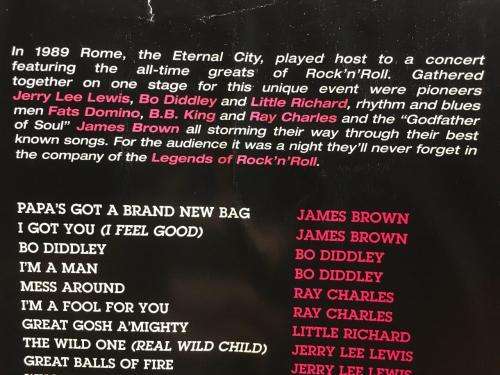 In 1989 Rome, the Eternal City, played host to a concert
featuring the all-time greats of Rock'n'Roll. Gathered
together on one stage for this unique event were pioneers
Jerry Lee Lewis, Bo Diddley and Little Richard, rhythm and blues
men Fats Domino, B.B. King and Ray Charles and the "Godfather
of Soul" James Brown all storming their way through their best
known songs. For the audience it was a night they'll never forget in
the company of the Legends of Rock'n'Roll.
PAPA'S GOT A BRAND NEW BAG JAMES BROWN
I GOT YOU (I FEEL GOOD) JAMES BROWN
BO DIDDLEY BO DIDDLEY
I'M A MAN BO DIDDLEY
MESS AROUND RAY CHARLES
I'M A FOOL FOR YOU RAY CHARLES
GREAT GOSH A'MIGHTY LITTLE RICHARD
THE WILD ONE (REAL WILD CHILD) JERRY LEE LEWIS
GREAT BALLS OF FIRE JERRY LEE LEWIS